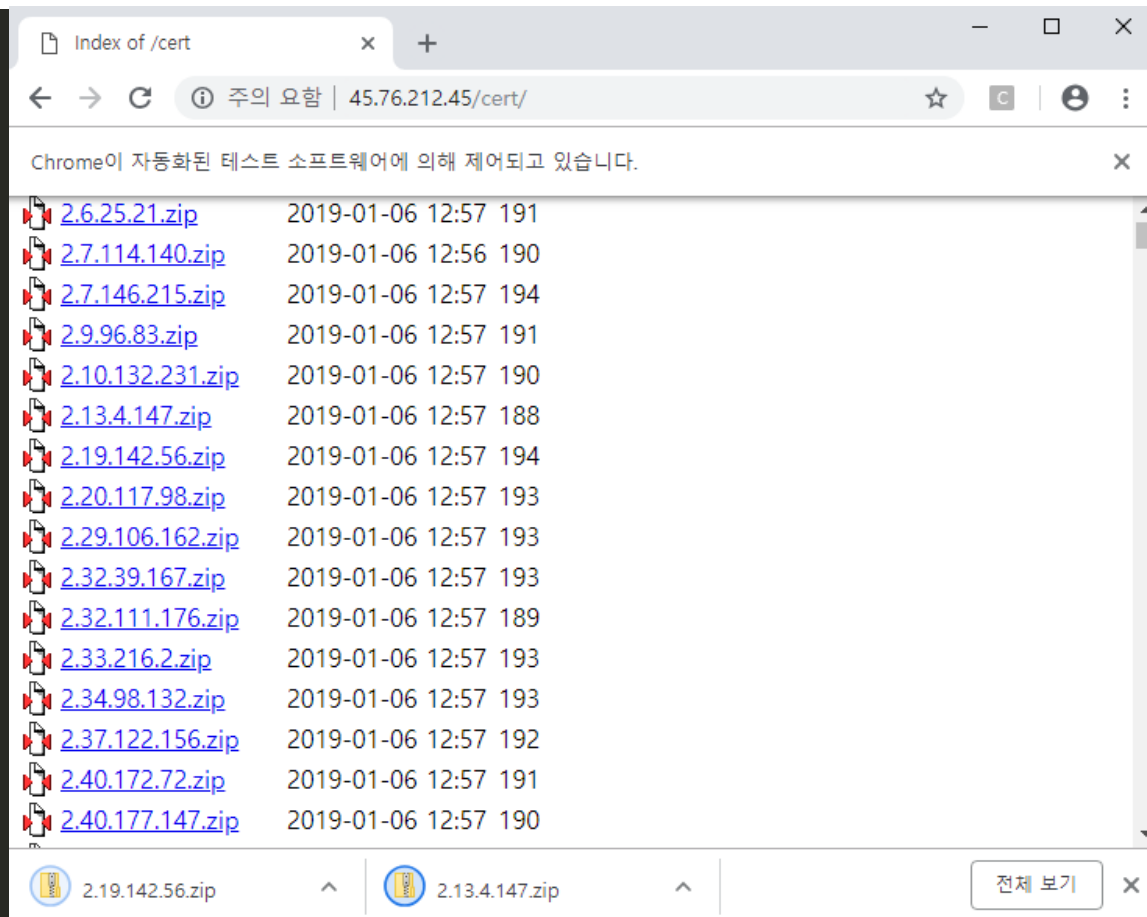 Index of /cert
주의 요함 | 45.76.212.45/cert/
C
Chrome이 자동화된 테스트 소프트웨어에 의해 제어되고 있습니다.
2.6.25.21.zip 2019-01-06 12:57 191
2.7.114.140.zip 2019-01-06 12:56 190
2.7.146.215.zip 2019-01-06 12:57 194
2.9.96.83.zip 2019-01-06 12:57 191
2.10.132.231.zip 2019-01-06 12:57 190
2.13.4.147.zip 2019-01-06 12:57 188
2.19.142.56.zip 2019-01-06 12:57 194
2.20.117.98.zip 2019-01-06 12:57 193
2.29.106.162.zip 2019-01-06 12:57 193
2.32.39.167.zip 2019-01-06 12:57 193
2.32.111.176.zip 2019-01-06 12:57 189
2.33.216.2.zip 2019-01-06 12:57 193
2.34.98.132.zip 2019-01-06 12:57 193
2.37.122.156.zip 2019-01-06 12:57 192
2.40.172.72.zip 2019-01-06 12:57 191
2.40.177.147.zip 2019-01-06 12:57 190
2.19.142.56.zip 2.13.4.147.zip 전체 보기